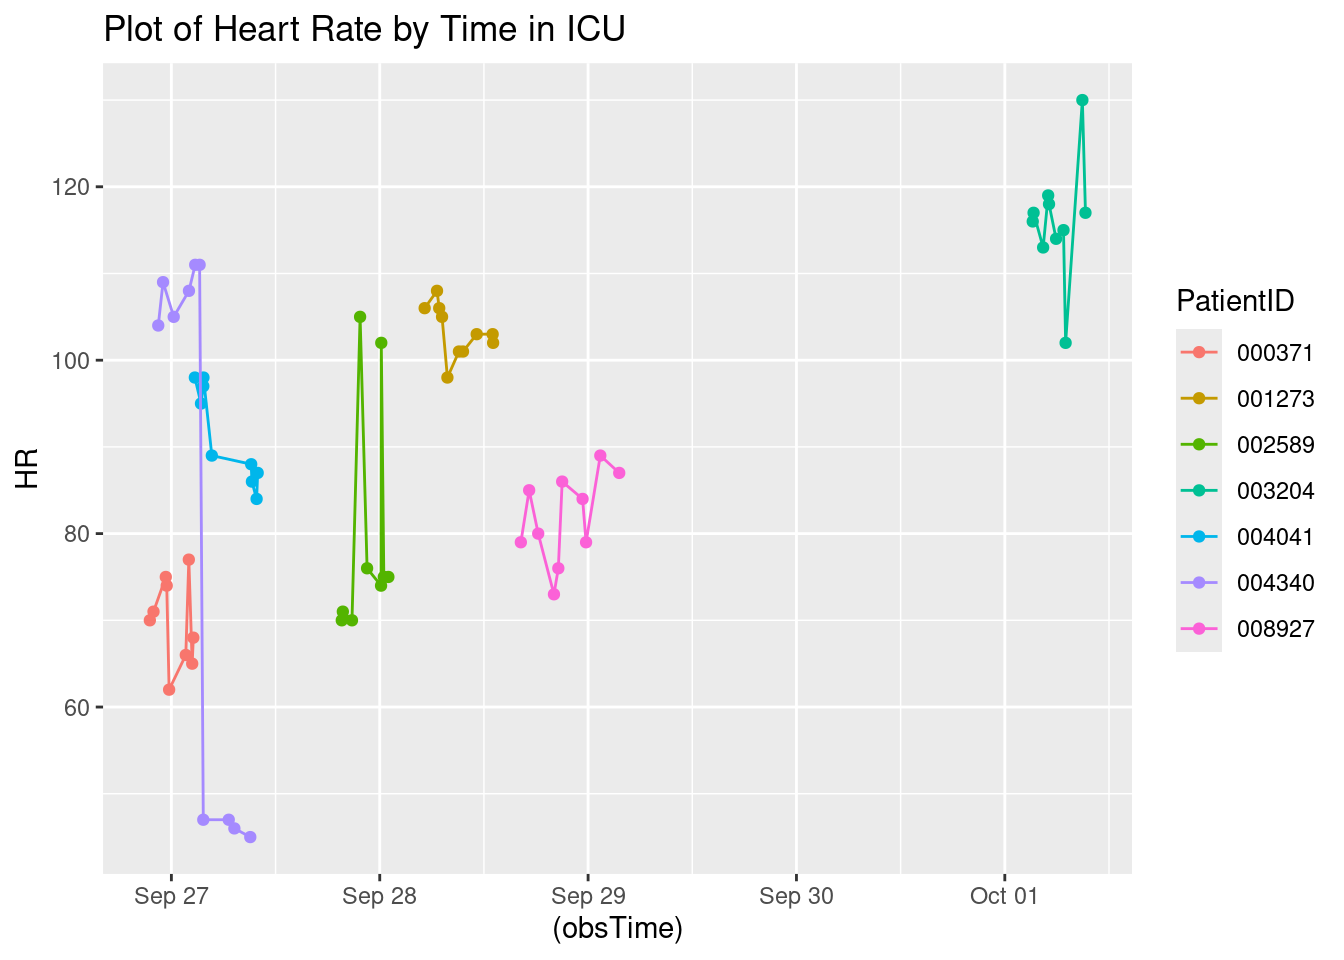 Plot of Heart Rate by Time in ICU
120
100
80
60
HR
Sep 27
Sep 28
Sep 29
Sep 30
Oct 01
(obsTime)
PatientID
000371
001273
002589
003204
004041
004340
008927